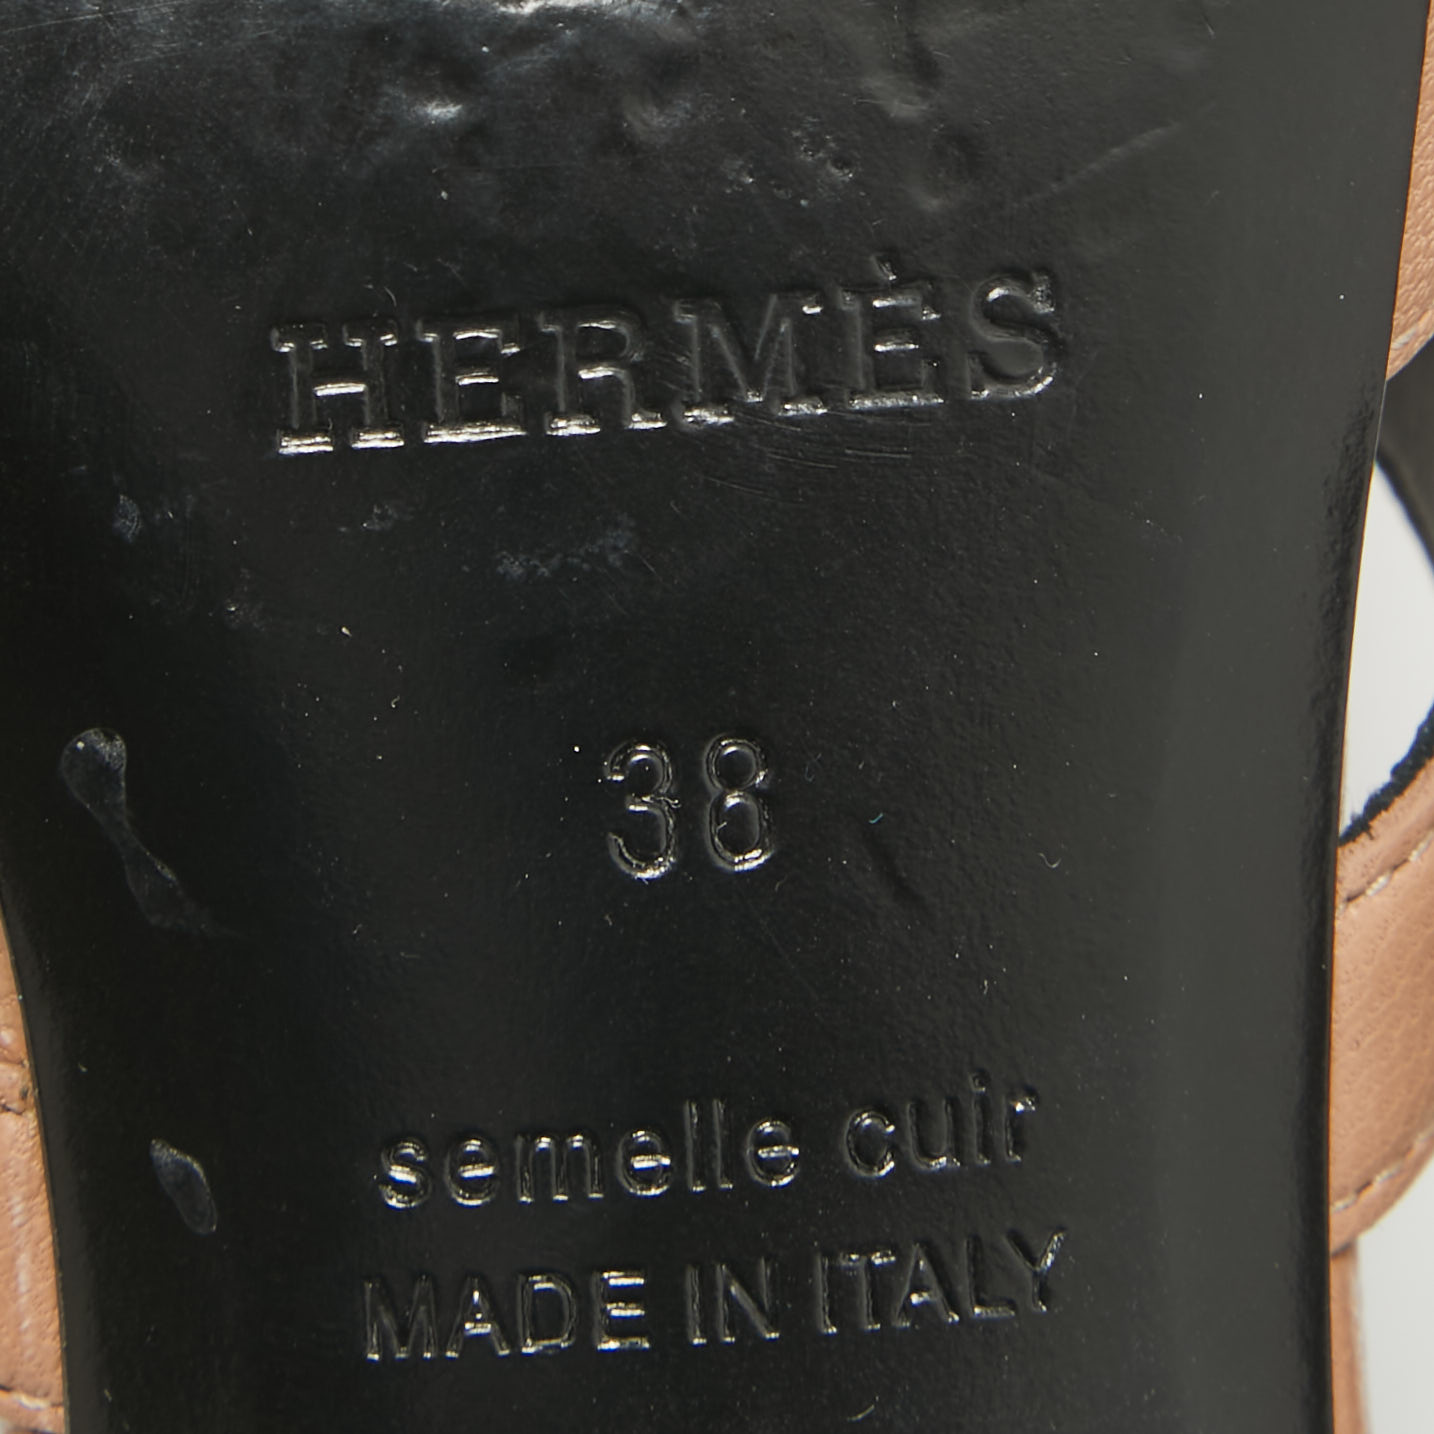 HERMÈS
38
semelle cuir
MADE IN ITALY